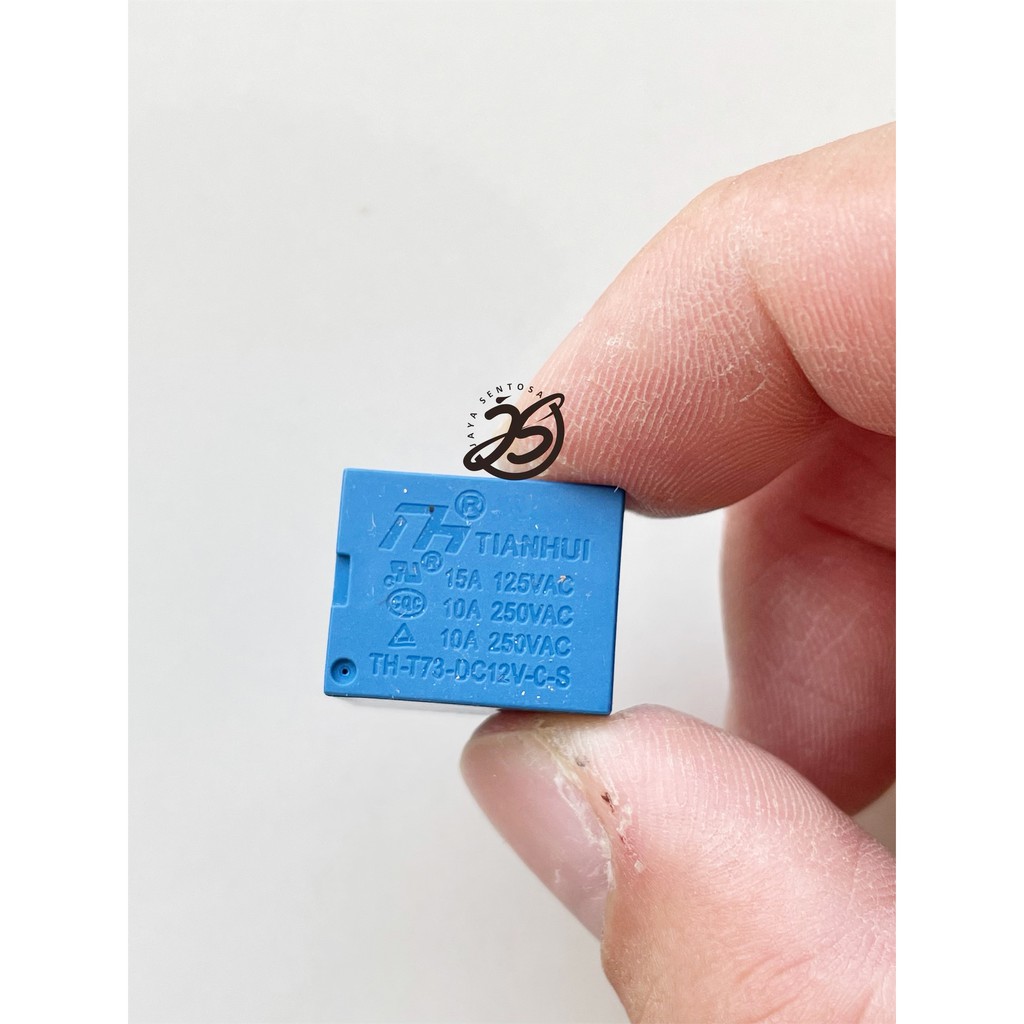 JAYA SENTOSA
TH® TIANHUI
® 15A 125VAC
CQC 10A 250VAC
10A 250VAC
TH-T73-DC12V-C-S